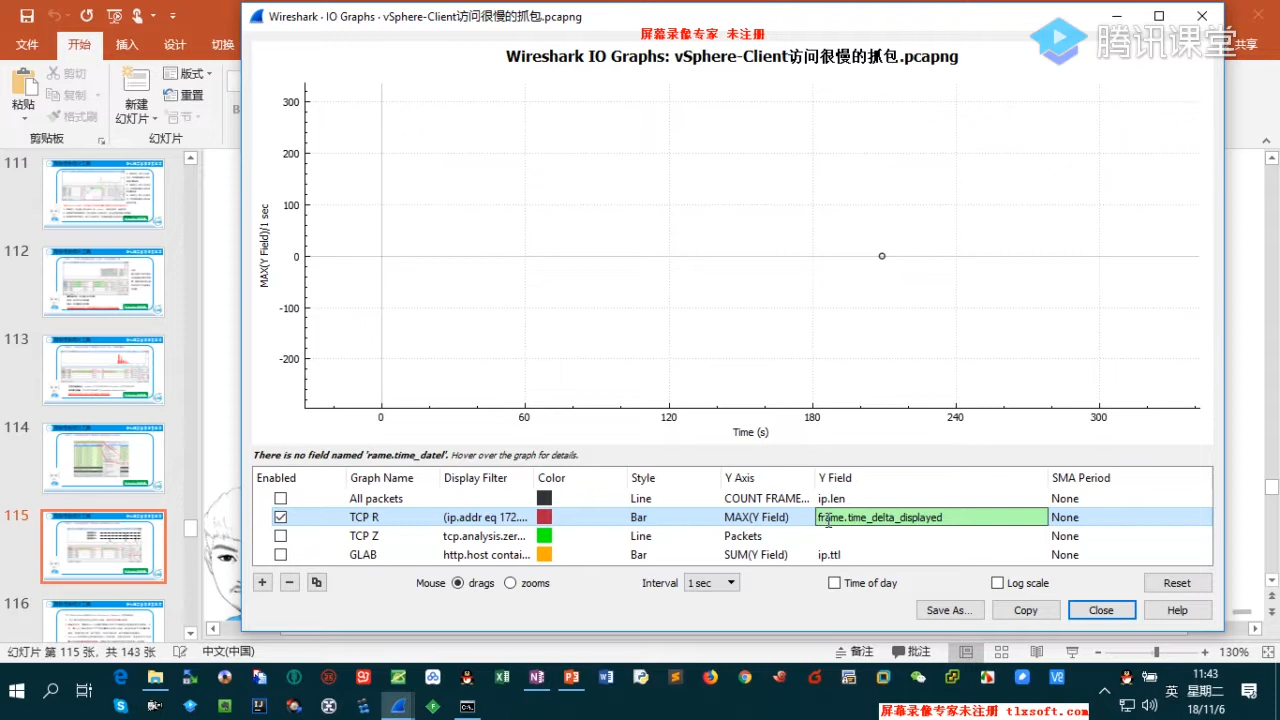 Wireshark · IO Graphs · vSphere-Client访问很慢的抓包.pcapng
屏幕录像专家 未注册
腾讯课堂
共享
文件
开始
插入
设计
切换
Wireshark IO Graphs: vSphere-Client访问很慢的抓包.pcapng
粘贴
剪切
复制
格式刷
剪贴板
新建
幻灯片
版式
重置
节
幻灯片
B
111
112
113
114
115
116
300
200
100
0
-100
-200
MAX(Y Field)/1 sec
0
60
120
180
240
300
Time (s)
There is no field named 'rame.time_datel'. Hover over the graph for details.
Enabled Graph Name Display Filter Color Style Y Axis Y Field SMA Period
All packets Line COUNT FRAME... ip.len None
TCP R (ip.addr eq 172.... Bar MAX(Y Field) frame.time_delta_displayed None
TCP Z tcp.analysis.zer... Line Packets None
GLAB http.host contai... Bar SUM(Y Field) ip.ttl None
Mouse drags zooms Interval 1 sec Time of day Log scale Reset
Save As... Copy Close Help
幻灯片 第 115 张，共 143 张 中文(中国) 备注 批注 130%
11:43
英 星期二
18/11/6
屏幕录像专家未注册 tlxsoft.com